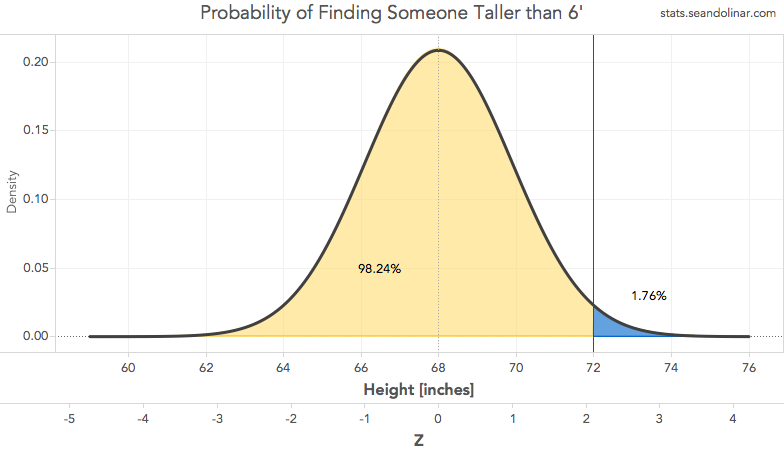 Probability of Finding Someone Taller than 6'
stats.seandolinar.com
0.20
0.15
0.10
0.05
0.00
Density
98.24%
1.76%
60 62 64 66 68 70 72 74 76
Height [inches]
-5 -4 -3 -2 -1 0 1 2 3 4
Z